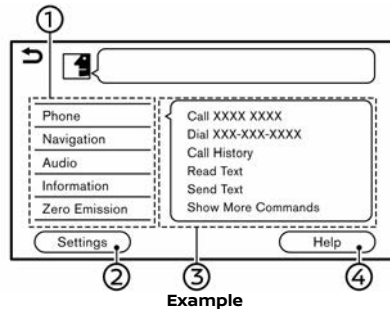 ①
Phone
Navigation
Audio
Information
Zero Emission
Call XXXX XXXX
Dial XXX-XXX-XXXX
Call History
Read Text
Send Text
Show More Commands
Settings
Help
②
③
④
Example